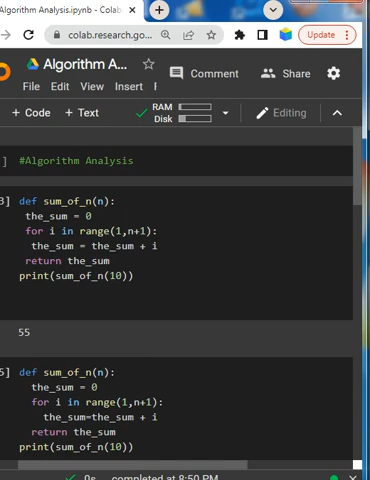 Algorithm Analysis.ipynb - Colab
colab.research.go...
Update
Algorithm A...
Comment
Share
File Edit View Insert
+ Code + Text
RAM
Disk
Editing
] #Algorithm Analysis
3] def sum_of_n(n):
the_sum = 0
for i in range(1,n+1):
the_sum = the_sum + i
return the_sum
print(sum_of_n(10))
55
5] def sum_of_n(n):
the_sum = 0
for i in range(1,n+1):
the_sum=the_sum + i
return the_sum
print(sum_of_n(10))
0s completed at 8:50 PM